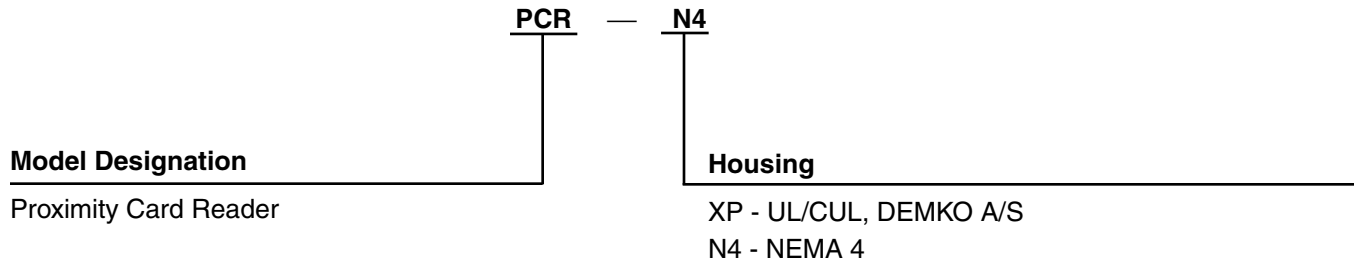 PCR — N4
Model Designation
Proximity Card Reader
Housing
XP - UL/CUL, DEMKO A/S
N4 - NEMA 4